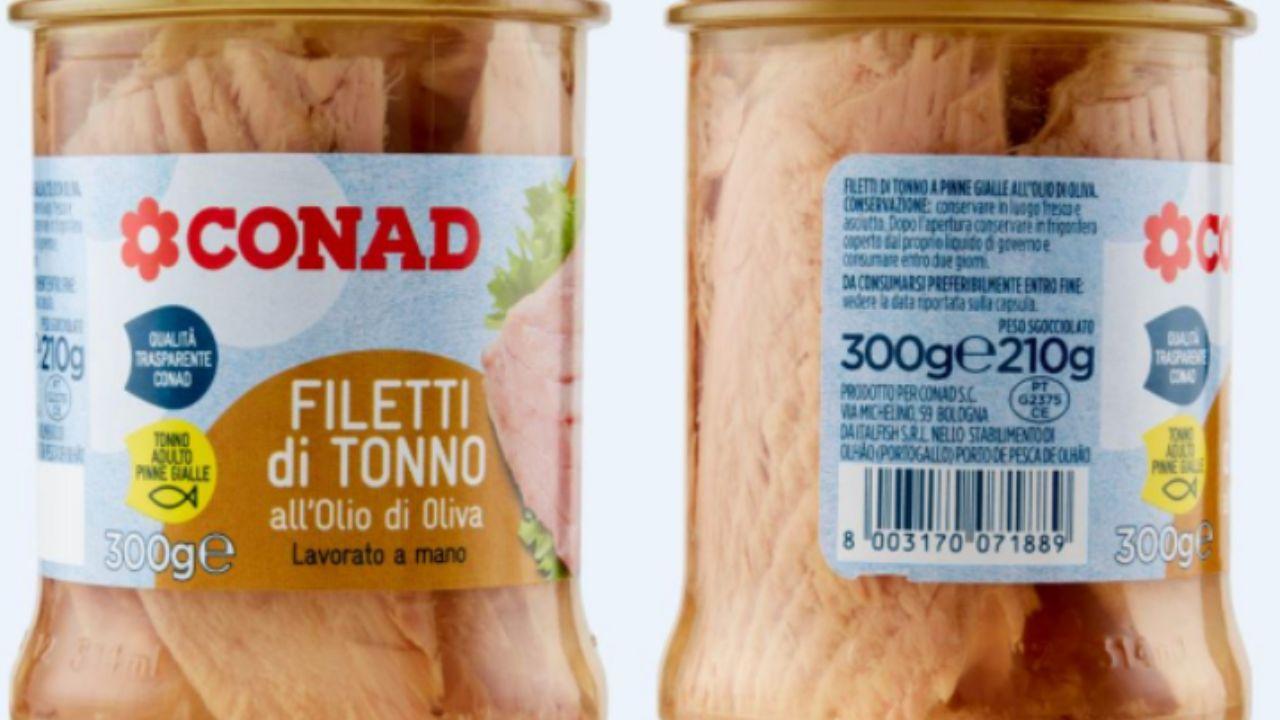 CONAD
QUALITÀ
TRASPARENTE
CONAD
TONNO
ADULTO
PINNE GIALLE
300g℮
FILETTI
di TONNO
all'Olio di Oliva
Lavorato a mano
210g
314ml
FILETTI DI TONNO A PINNE GIALLE ALL'OLIO DI OLIVA.
CONSERVAZIONE: conservare in luogo fresco e
asciutto. Dopo l'apertura conservare in frigorifero
coperto dal proprio liquido di governo e
consumare entro due giorni.
DA CONSUMARSI PREFERIBILMENTE ENTRO FINE:
vedere la data riportata sulla capsula.
PESO SGOCCIOLATO
300g℮210g
PRODOTTO PER CONAD S.C.
VIA MICHELINO, 59 BOLOGNA
DA ITALFISH S.R.L. NELLO STABILIMENTO DI
OLHÃO (PORTOGALLO) PORTO DE PESCA DE OLHÃO
PT
G2375
CE
8 003170 071889
CO
QUALITÀ
TRASPARENTE
CONAD
TONNO
ADULTO
PINNE GIALLE
300g℮